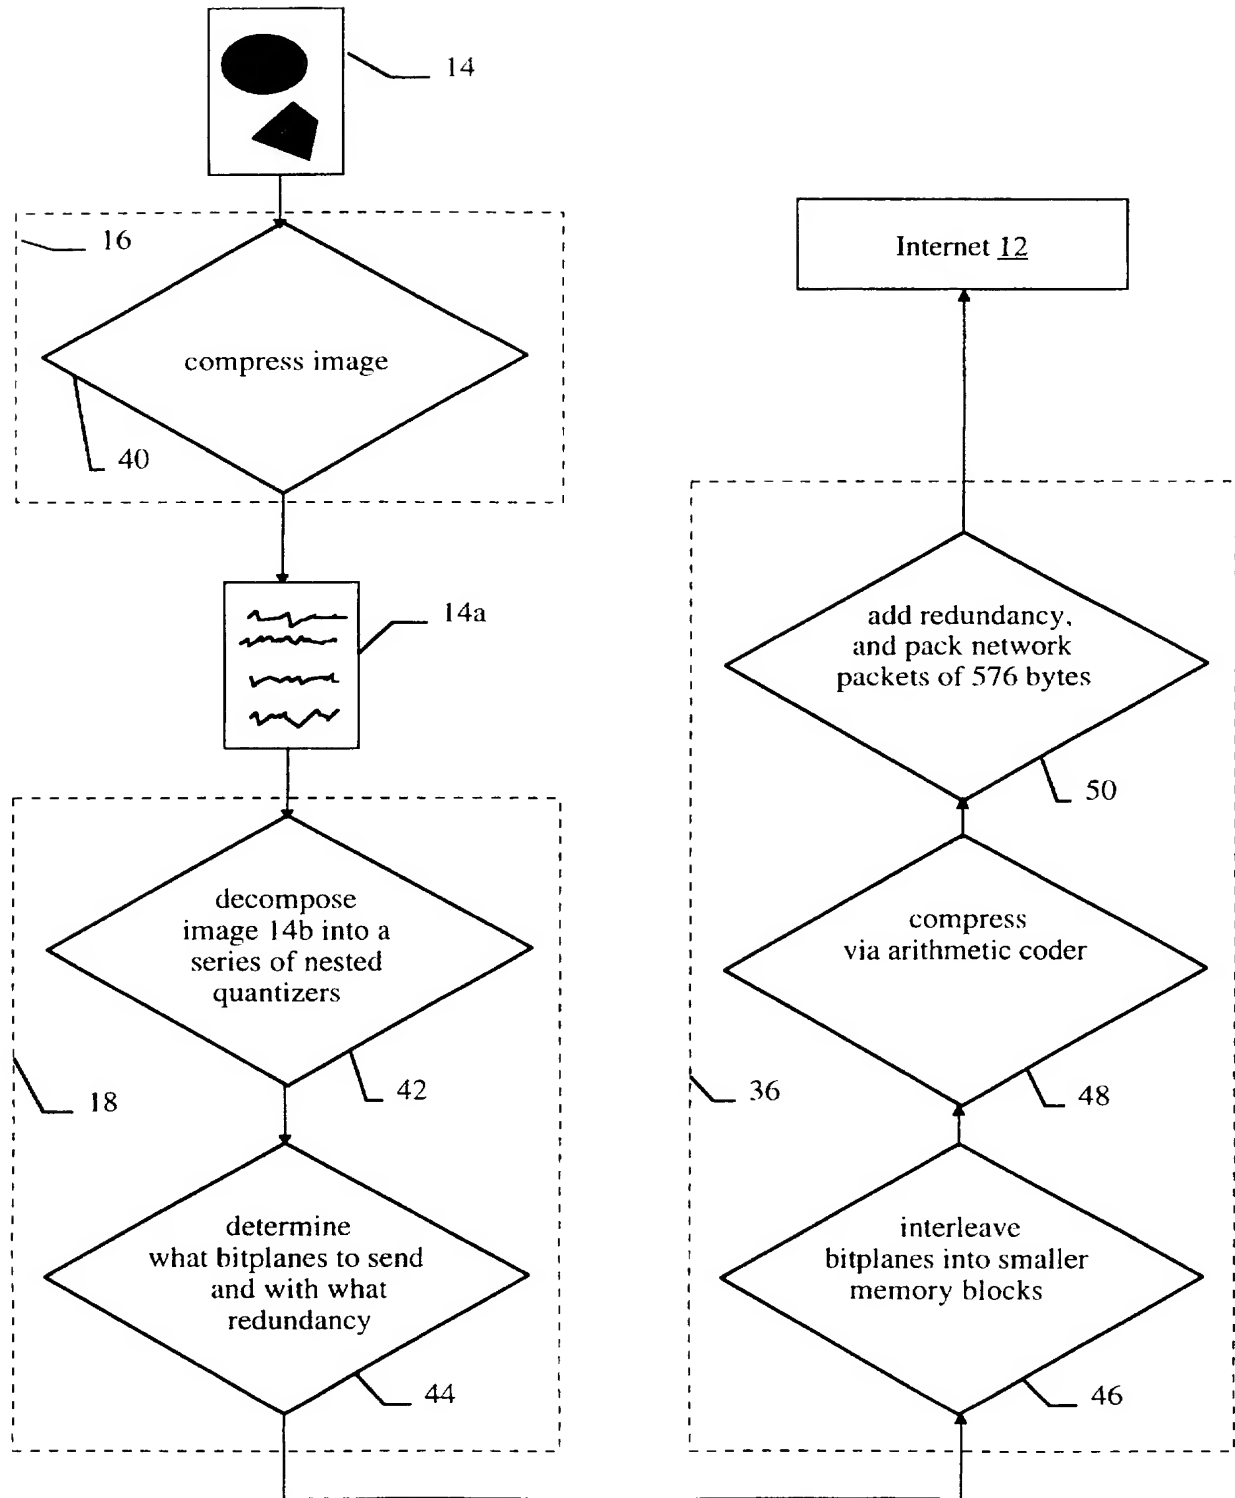 14
16
compress image
40
14a
decompose
image 14b into a
series of nested
quantizers
42
18
determine
what bitplanes to send
and with what
redundancy
44
Internet 12
add redundancy,
and pack network
packets of 576 bytes
50
compress
via arithmetic coder
36
48
interleave
bitplanes into smaller
memory blocks
46